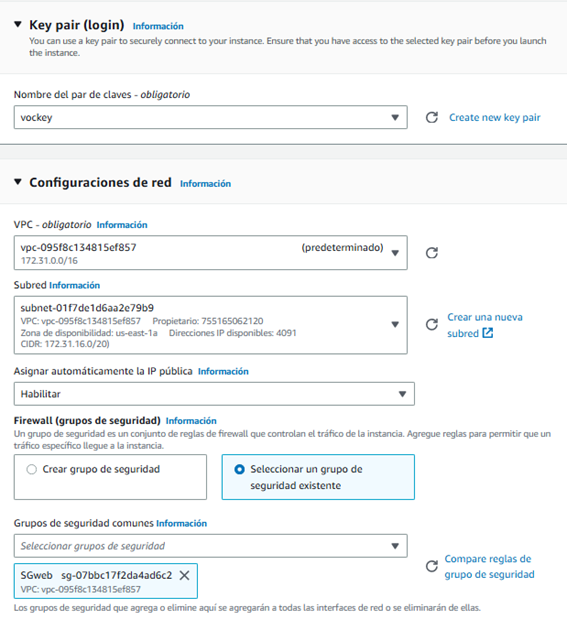 Key pair (login) Información
You can use a key pair to securely connect to your instance. Ensure that you have access to the selected key pair before you launch
the instance.
Nombre del par de claves - obligatorio
vockey
Create new key pair
Configuraciones de red Información
VPC - obligatorio Información
vpc-095f8c134815ef857 (predeterminado)
172.31.0.0/16
Subred Información
subnet-01f7de1d6aa2e79b9
VPC: vpc-095f8c134815ef857 Propietario: 755165062120
Zona de disponibilidad: us-east-1a Direcciones IP disponibles: 4091
CIDR: 172.31.16.0/20)
Crear una nueva
subred
Asignar automáticamente la IP pública Información
Habilitar
Firewall (grupos de seguridad) Información
Un grupo de seguridad es un conjunto de reglas de firewall que controlan el tráfico de la instancia. Agregue reglas para permitir que un
tráfico específico llegue a la instancia.
Crear grupo de seguridad
Seleccionar un grupo de
seguridad existente
Grupos de seguridad comunes Información
Seleccionar grupos de seguridad
SGweb sg-07bbc17f2da4ad6c2
VPC: vpc-095f8c134815ef857
Compare reglas de
grupo de seguridad
Los grupos de seguridad que agrega o elimine aquí se agregarán a todas las interfaces de red o se eliminarán de ellas.